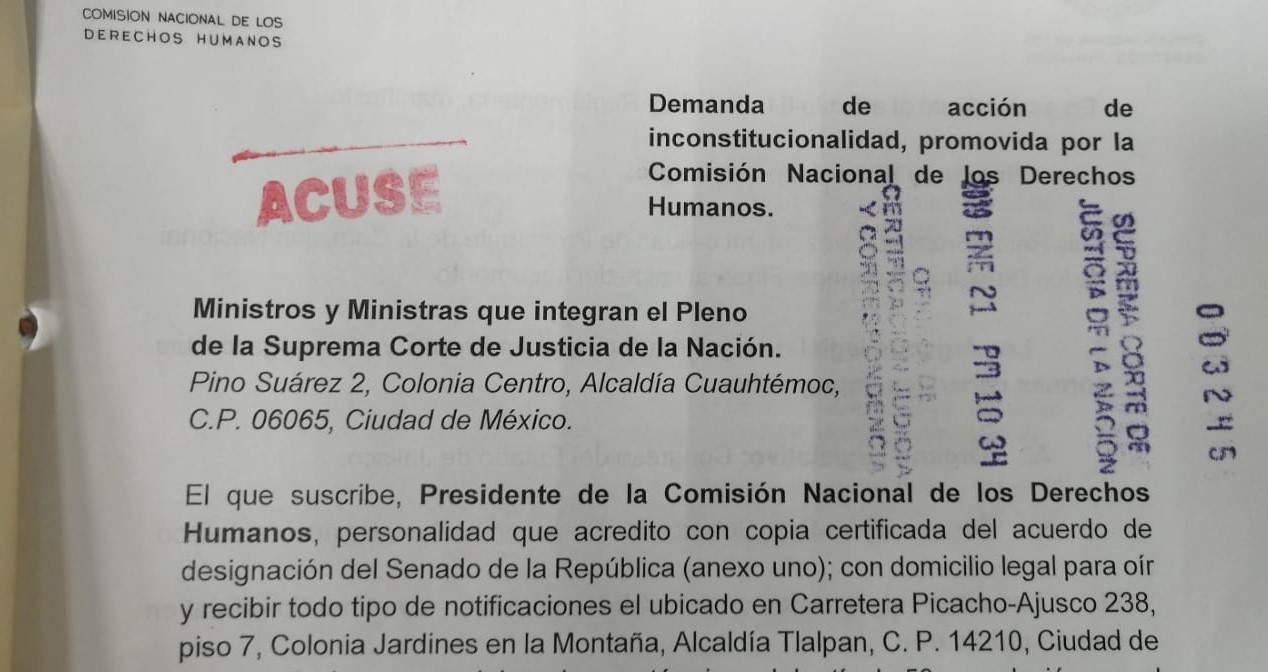 COMISION NACIONAL DE LOS
DERECHOS HUMANOS
Demanda de acción de
inconstitucionalidad, promovida por la
Comisión Nacional de los Derechos
Humanos.
ACUSE
SUPREMA CORTE DE
JUSTICIA DE LA NACIÓN
2019 ENE 21 PM 10 34
OFICINA DE
CERTIFICACIÓN JUDICIAL
Y CORRESPONDENCIA
003245
Ministros y Ministras que integran el Pleno
de la Suprema Corte de Justicia de la Nación.
Pino Suárez 2, Colonia Centro, Alcaldía Cuauhtémoc,
C.P. 06065, Ciudad de México.
El que suscribe, Presidente de la Comisión Nacional de los Derechos
Humanos, personalidad que acredito con copia certificada del acuerdo de
designación del Senado de la República (anexo uno); con domicilio legal para oír
y recibir todo tipo de notificaciones el ubicado en Carretera Picacho-Ajusco 238,
piso 7, Colonia Jardines en la Montaña, Alcaldía Tlalpan, C. P. 14210, Ciudad de